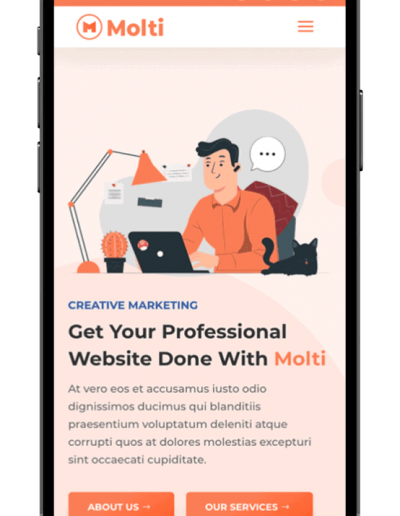 Molti
CREATIVE MARKETING
Get Your Professional
Website Done With Molti
At vero eos et accusamus iusto odio
dignissimos ducimus qui blanditiis
praesentium voluptatum deleniti atque
corrupti quos at dolores molestias excepturi
sint occaecati cupiditate.
ABOUT US → OUR SERVICES →